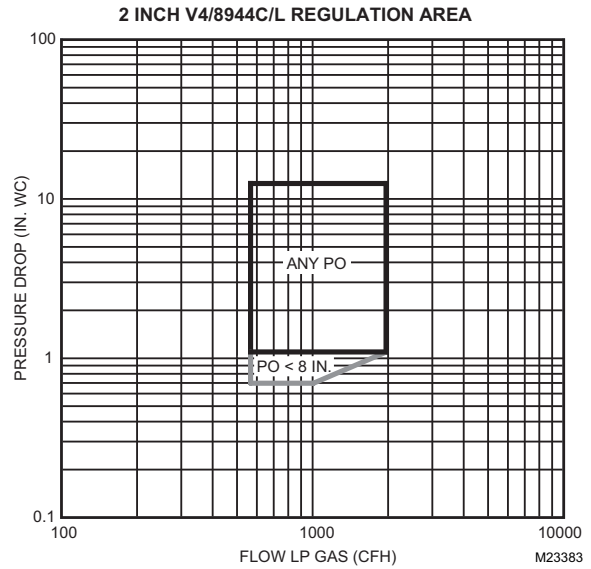 2 INCH V4/8944C/L REGULATION AREA
100
10
1
0.1
PRESSURE DROP (IN. WC)
ANY PO
PO < 8 IN.
100
1000
10000
FLOW LP GAS (CFH)
M23383